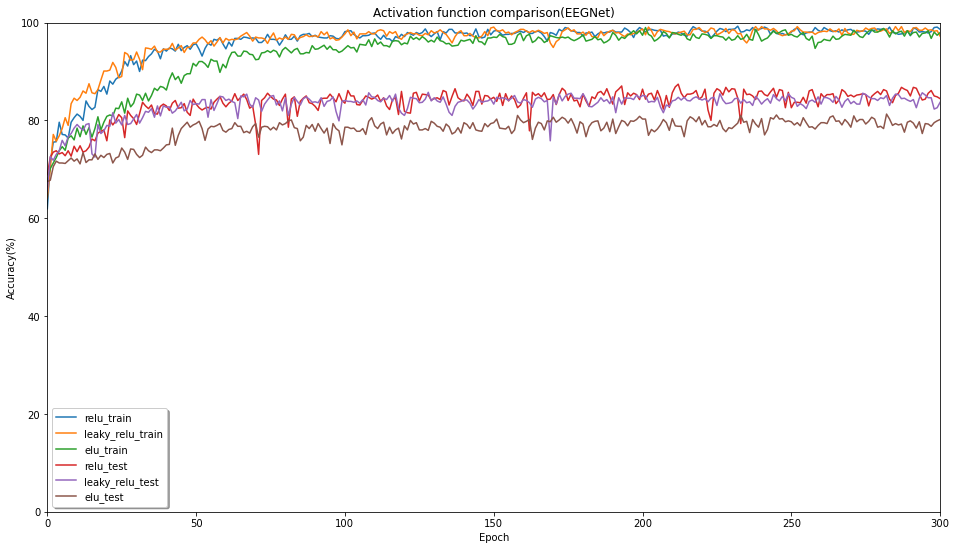 Activation function comparison(EEGNet)
100
80
60
40
20
0
Accuracy(%)
relu_train
leaky_relu_train
elu_train
relu_test
leaky_relu_test
elu_test
0 50 100 150 200 250 300
Epoch